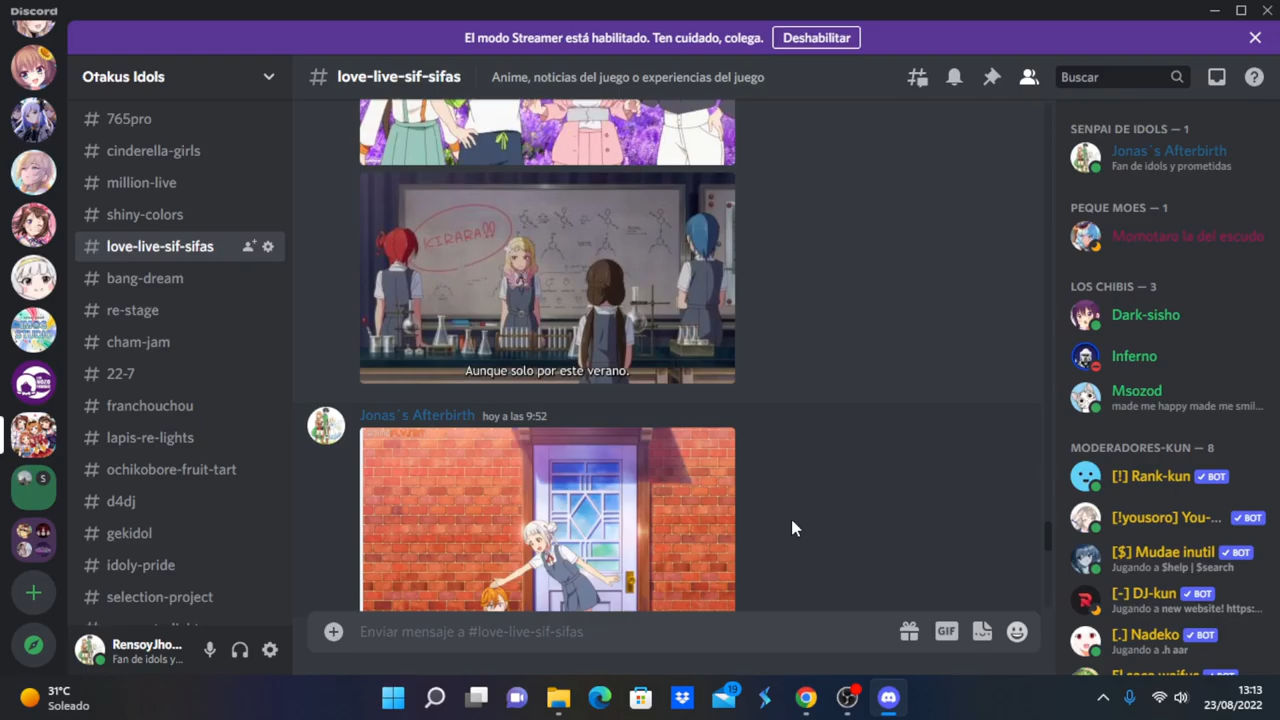 Discord
El modo Streamer está habilitado. Ten cuidado, colega.
Deshabilitar
Otakus Idols
# love-live-sif-sifas
Anime, noticias del juego o experiencias del juego
Buscar
# 765pro
# cinderella-girls
# million-live
# shiny-colors
# love-live-sif-sifas
# bang-dream
# re-stage
# cham-jam
# 22-7
# franchouchou
# lapis-re-lights
# ochikobore-fruit-tart
# d4dj
# gekidol
# idoly-pride
# selection-project
S
RensoyJho...
Fan de idols y...
KIRARA!!
Aunque solo por este verano.
Jonas´s Afterbirth hoy a las 9:52
Enviar mensaje a #love-live-sif-sifas
GIF
SENPAI DE IDOLS — 1
Jonas´s Afterbirth
Fan de idols y prometidas
PEQUE MOES — 1
Momotaro la del escudo
LOS CHIBIS — 3
Dark-sisho
Inferno
Msozod
made me happy made me smil...
MODERADORES-KUN — 8
[!] Rank-kun ✓ BOT
[!yousoro] You-... ✓ BOT
[$] Mudae inutil ✓ BOT
Jugando a $help | $search
[-] DJ-kun ✓ BOT
Jugando a new website! https:...
[.] Nadeko ✓ BOT
Jugando a .h aar
31°C
Soleado
19
13:13
23/08/2022